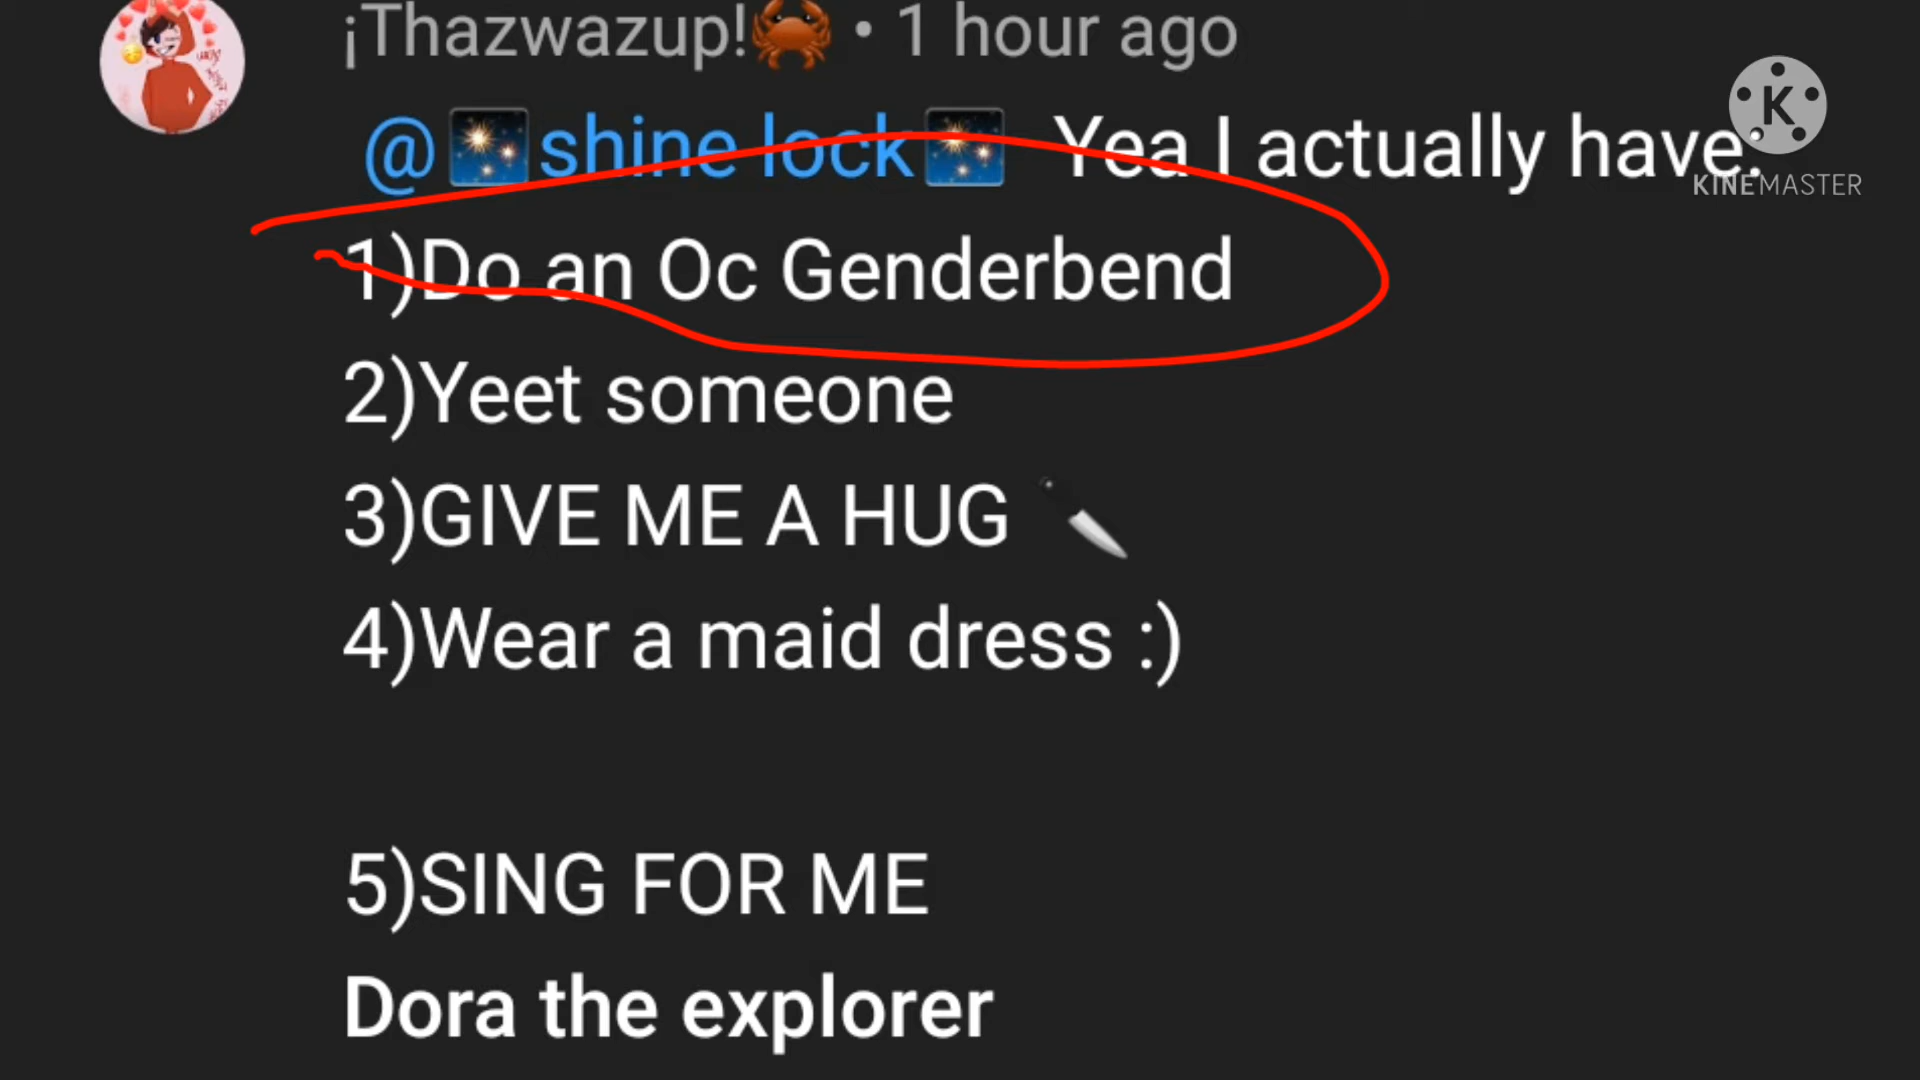 ¡Thazwazup!🦀 • 1 hour ago
@🎇shine lock🎇 Yea I actually have:
KINEMASTER
1)Do an Oc Genderbend
2)Yeet someone
3)GIVE ME A HUG 🔪
4)Wear a maid dress :)
5)SING FOR ME
Dora the explorer